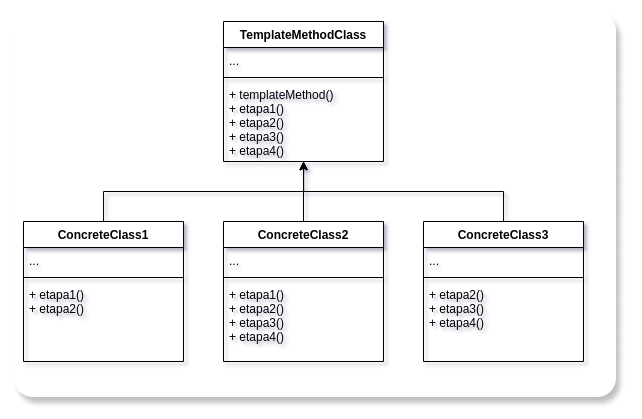 TemplateMethodClass
...
+ templateMethod()
+ etapa1()
+ etapa2()
+ etapa3()
+ etapa4()
ConcreteClass1
...
+ etapa1()
+ etapa2()
ConcreteClass2
...
+ etapa1()
+ etapa2()
+ etapa3()
+ etapa4()
ConcreteClass3
...
+ etapa2()
+ etapa3()
+ etapa4()